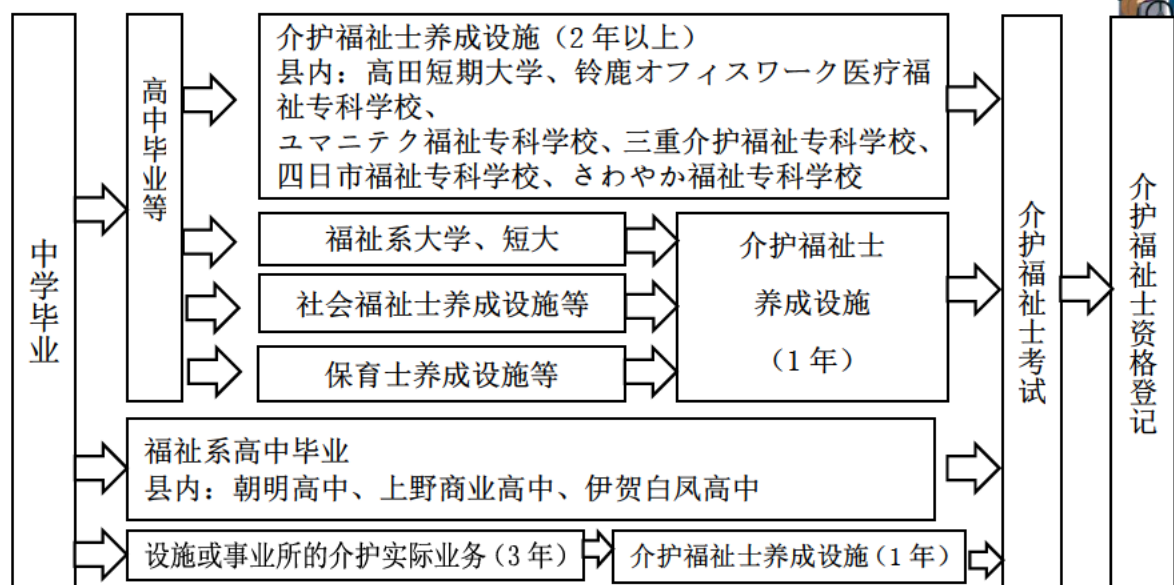 中学毕业
高中毕业等
介护福祉士养成设施（2年以上）
县内：高田短期大学、铃鹿オフィスワーク医疗福
祉专科学校、
ユマニテク福祉专科学校、三重介护福祉专科学校、
四日市福祉专科学校、さわやか福祉专科学校
福祉系大学、短大
社会福祉士养成设施等
保育士养成设施等
介护福祉士
养成设施
（1年）
福祉系高中毕业
县内：朝明高中、上野商业高中、伊贺白凤高中
设施或事业所的介护实际业务（3年）
介护福祉士养成设施（1年）
介护福祉士考试
介护福祉士资格登记